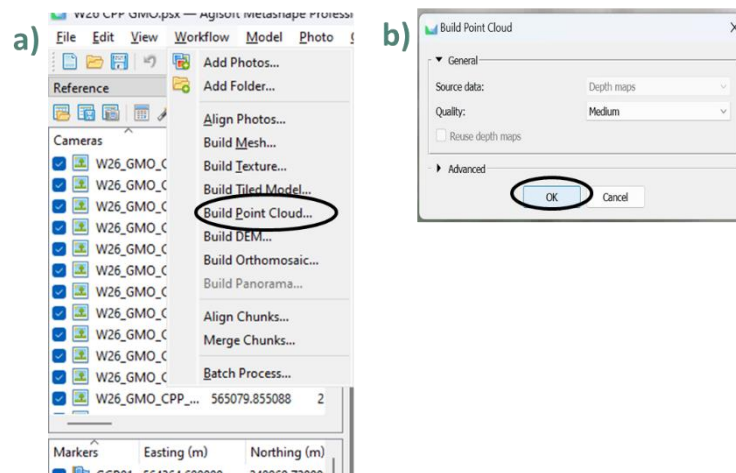 a)
W26 CPP GMO.psx — Agisoft Metashape Professi
File Edit View Workflow Model Photo
Add Photos...
Reference
Add Folder...
Align Photos...
Cameras
Build Mesh...
W26_GMO_C
Build Texture...
W26_GMO_C
Build Tiled Model...
W26_GMO_C
Build Point Cloud...
W26_GMO_C
Build DEM...
W26_GMO_C
Build Orthomosaic...
W26_GMO_C
Build Panorama...
W26_GMO_C
W26_GMO_C
Align Chunks...
W26_GMO_C
Merge Chunks...
W26_GMO_C
W26_GMO_C
Batch Process...
W26_GMO_CPP_... 565079.855088 2
Markers Easting (m) Northing (m)
b)
Build Point Cloud
General
Source data: Depth maps
Quality: Medium
Reuse depth maps
Advanced
OK Cancel